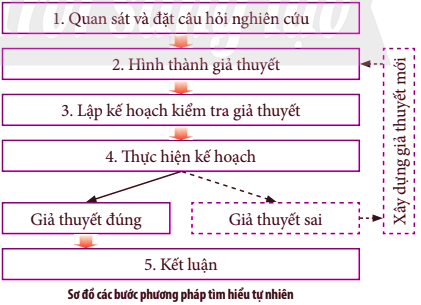 1. Quan sát và đặt câu hỏi nghiên cứu
2. Hình thành giả thuyết
3. Lập kế hoạch kiểm tra giả thuyết
4. Thực hiện kế hoạch
Giả thuyết đúng
Giả thuyết sai
Xây dựng giả thuyết mới
5. Kết luận
Sơ đồ các bước phương pháp tìm hiểu tự nhiên